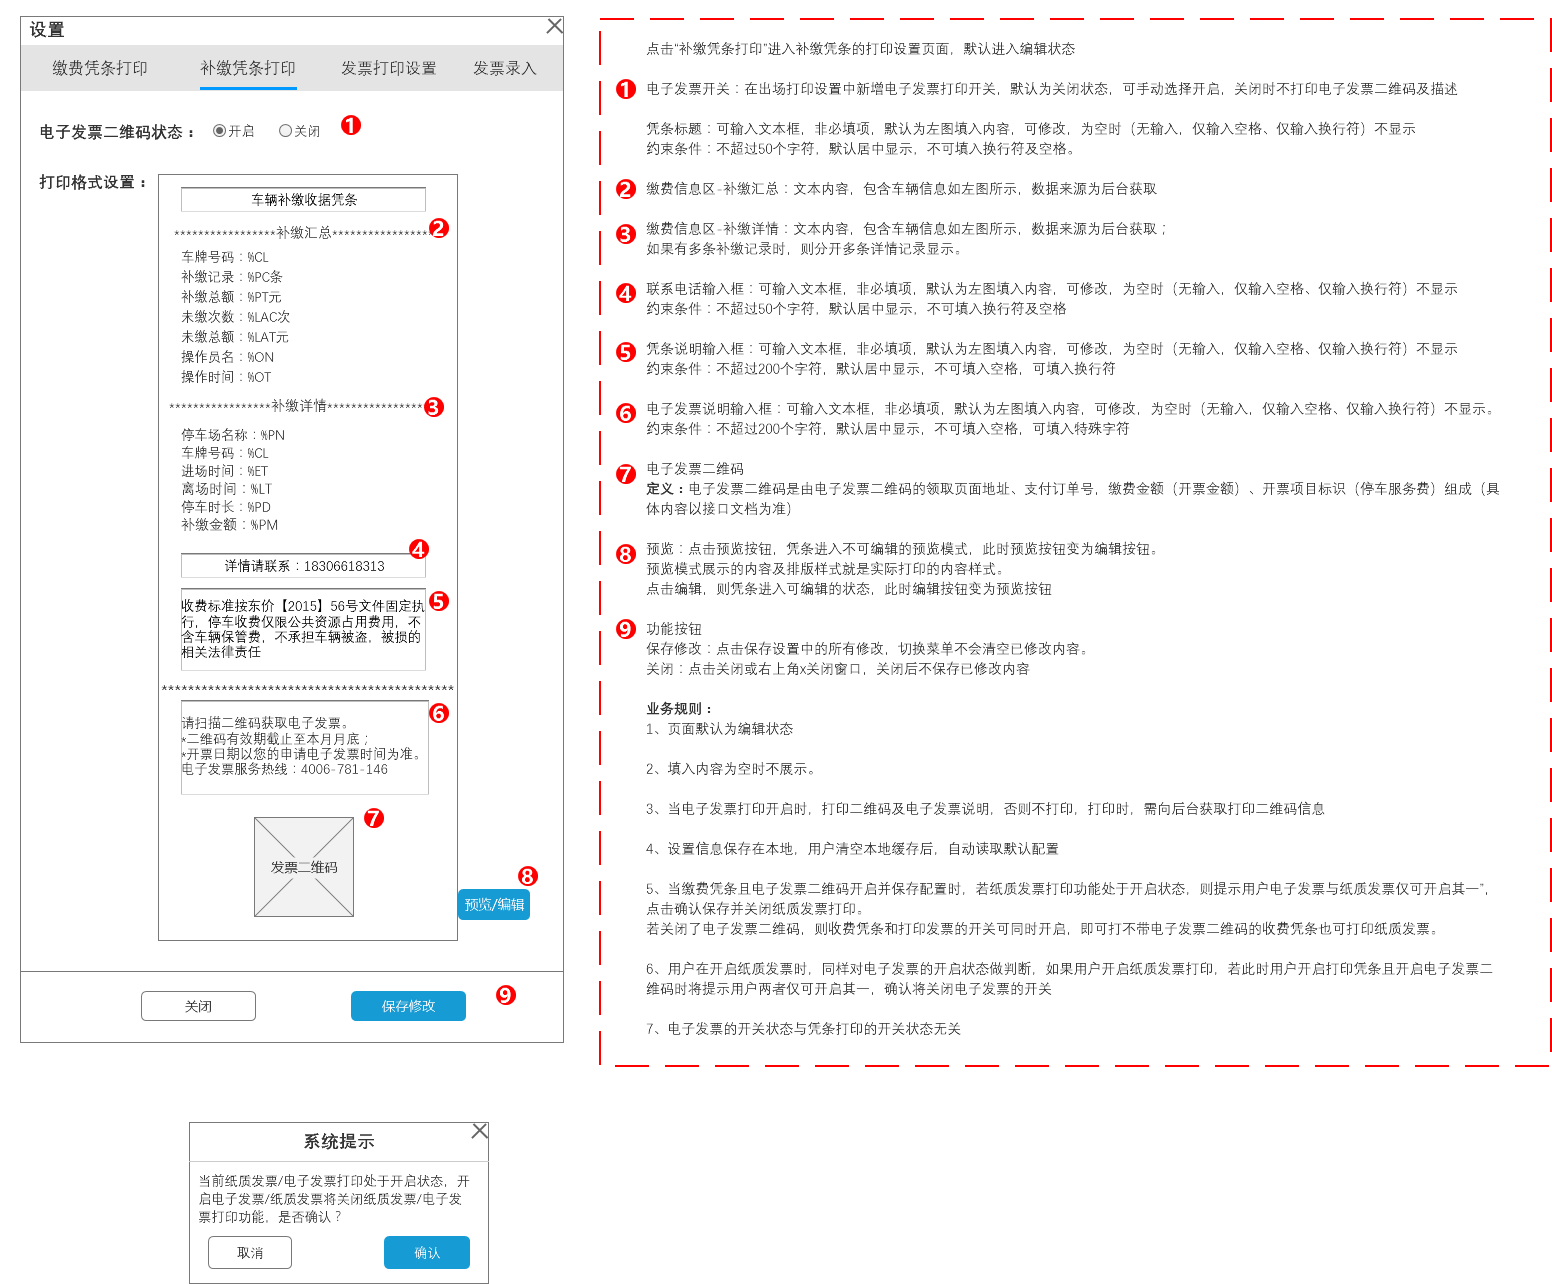 设置
缴费凭条打印 补缴凭条打印 发票打印设置 发票录入
电子发票二维码状态： 开启 关闭 1
打印格式设置：
车辆补缴收据凭条
*****************补缴汇总***************** 2
车牌号码：%CL
补缴记录：%PC条
补缴总额：%PT元
未缴次数：%LAC次
未缴总额：%LAT元
操作员名：%ON
操作时间：%OT
*****************补缴详情**************** 3
停车场名称：%PN
车牌号码：%CL
进场时间：%ET
离场时间：%LT
停车时长：%PD
补缴金额：%PM
4
详情请联系：18306618313
5
收费标准按东价【2015】56号文件固定执
行，停车收费仅限公共资源占用费用，不
含车辆保管费，不承担车辆被盗，被损的
相关法律责任
********************************************
6
请扫描二维码获取电子发票。
*二维码有效期截止至本月月底；
*开票日期以您的申请电子发票时间为准。
电子发票服务热线：4006-781-146
7
发票二维码
8
预览/编辑
关闭 保存修改 9
点击"补缴凭条打印"进入补缴凭条的打印设置页面，默认进入编辑状态
1 电子发票开关：在出场打印设置中新增电子发票打印开关，默认为关闭状态，可手动选择开启，关闭时不打印电子发票二维码及描述
凭条标题：可输入文本框，非必填项，默认为左图填入内容，可修改，为空时（无输入，仅输入空格、仅输入换行符）不显示
约束条件：不超过50个字符，默认居中显示，不可填入换行符及空格。
2 缴费信息区-补缴汇总：文本内容，包含车辆信息如左图所示，数据来源为后台获取
3 缴费信息区-补缴详情：文本内容，包含车辆信息如左图所示，数据来源为后台获取；
如果有多条补缴记录时，则分开多条详情记录显示。
4 联系电话输入框：可输入文本框，非必填项，默认为左图填入内容，可修改，为空时（无输入，仅输入空格、仅输入换行符）不显示
约束条件：不超过50个字符，默认居中显示，不可填入换行符及空格
5 凭条说明输入框：可输入文本框，非必填项，默认为左图填入内容，可修改，为空时（无输入，仅输入空格、仅输入换行符）不显示
约束条件：不超过200个字符，默认居中显示，不可填入空格，可填入换行符
6 电子发票说明输入框：可输入文本框，非必填项，默认为左图填入内容，可修改，为空时（无输入，仅输入空格、仅输入换行符）不显示。
约束条件：不超过200个字符，默认居中显示，不可填入空格，可填入特殊字符
7 电子发票二维码
定义：电子发票二维码是由电子发票二维码的领取页面地址、支付订单号，缴费金额（开票金额）、开票项目标识（停车服务费）组成（具
体内容以接口文档为准）
8 预览：点击预览按钮，凭条进入不可编辑的预览模式，此时预览按钮变为编辑按钮。
预览模式展示的内容及排版样式就是实际打印的内容样式。
点击编辑，则凭条进入可编辑的状态，此时编辑按钮变为预览按钮
9 功能按钮
保存修改：点击保存设置中的所有修改，切换菜单不会清空已修改内容。
关闭：点击关闭或右上角x关闭窗口，关闭后不保存已修改内容
业务规则：
1、页面默认为编辑状态
2、填入内容为空时不展示。
3、当电子发票打印开启时，打印二维码及电子发票说明，否则不打印，打印时，需向后台获取打印二维码信息
4、设置信息保存在本地，用户清空本地缓存后，自动读取默认配置
5、当缴费凭条且电子发票二维码开启并保存配置时，若纸质发票打印功能处于开启状态，则提示用户电子发票与纸质发票仅可开启其一"，
点击确认保存并关闭纸质发票打印。
若关闭了电子发票二维码，则收费凭条和打印发票的开关可同时开启，即可打不带电子发票二维码的收费凭条也可打印纸质发票。
6、用户在开启纸质发票时，同样对电子发票的开启状态做判断，如果用户开启纸质发票打印，若此时用户开启打印凭条且开启电子发票二
维码时将提示用户两者仅可开启其一，确认将关闭电子发票的开关
7、电子发票的开关状态与凭条打印的开关状态无关
系统提示
当前纸质发票/电子发票打印处于开启状态，开
启电子发票/纸质发票将关闭纸质发票/电子发
票打印功能，是否确认？
取消 确认